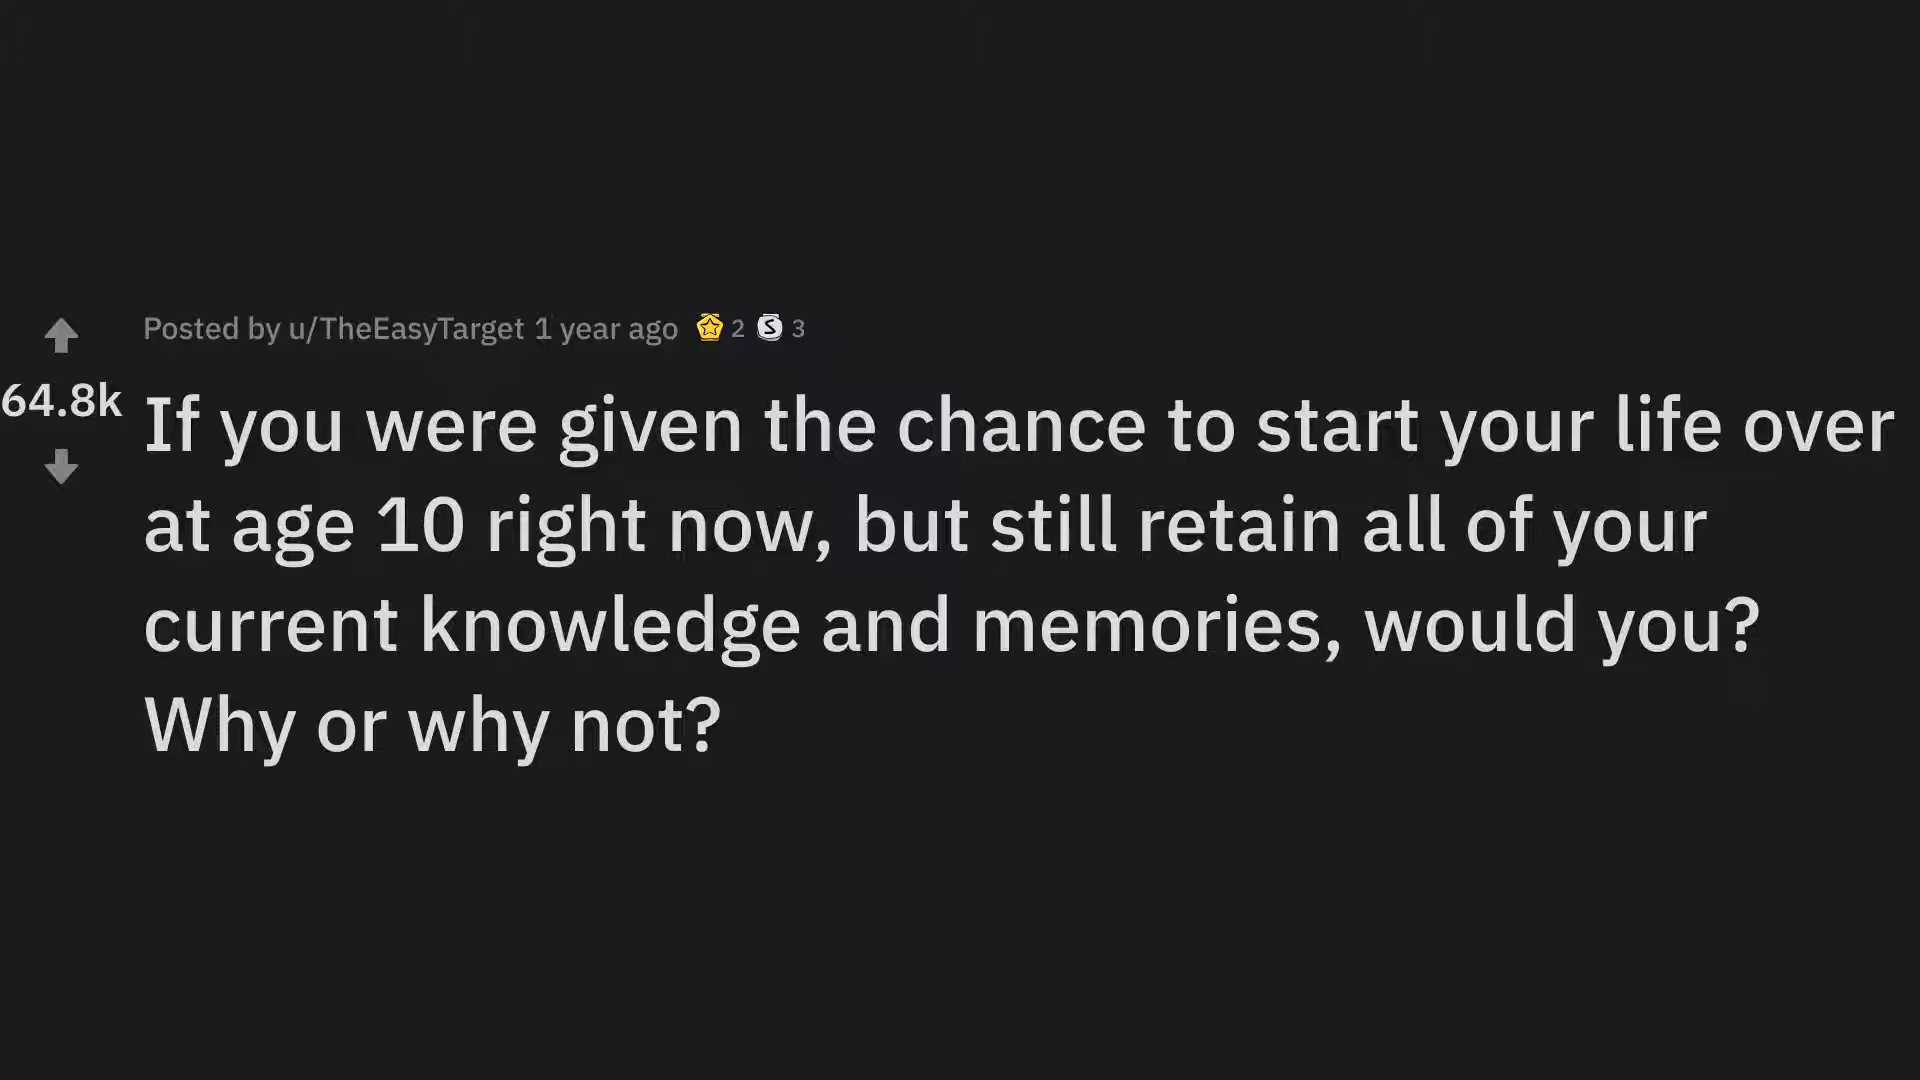 Posted by u/TheEasyTarget 1 year ago 2 S 3
64.8k
If you were given the chance to start your life over
at age 10 right now, but still retain all of your
current knowledge and memories, would you?
Why or why not?